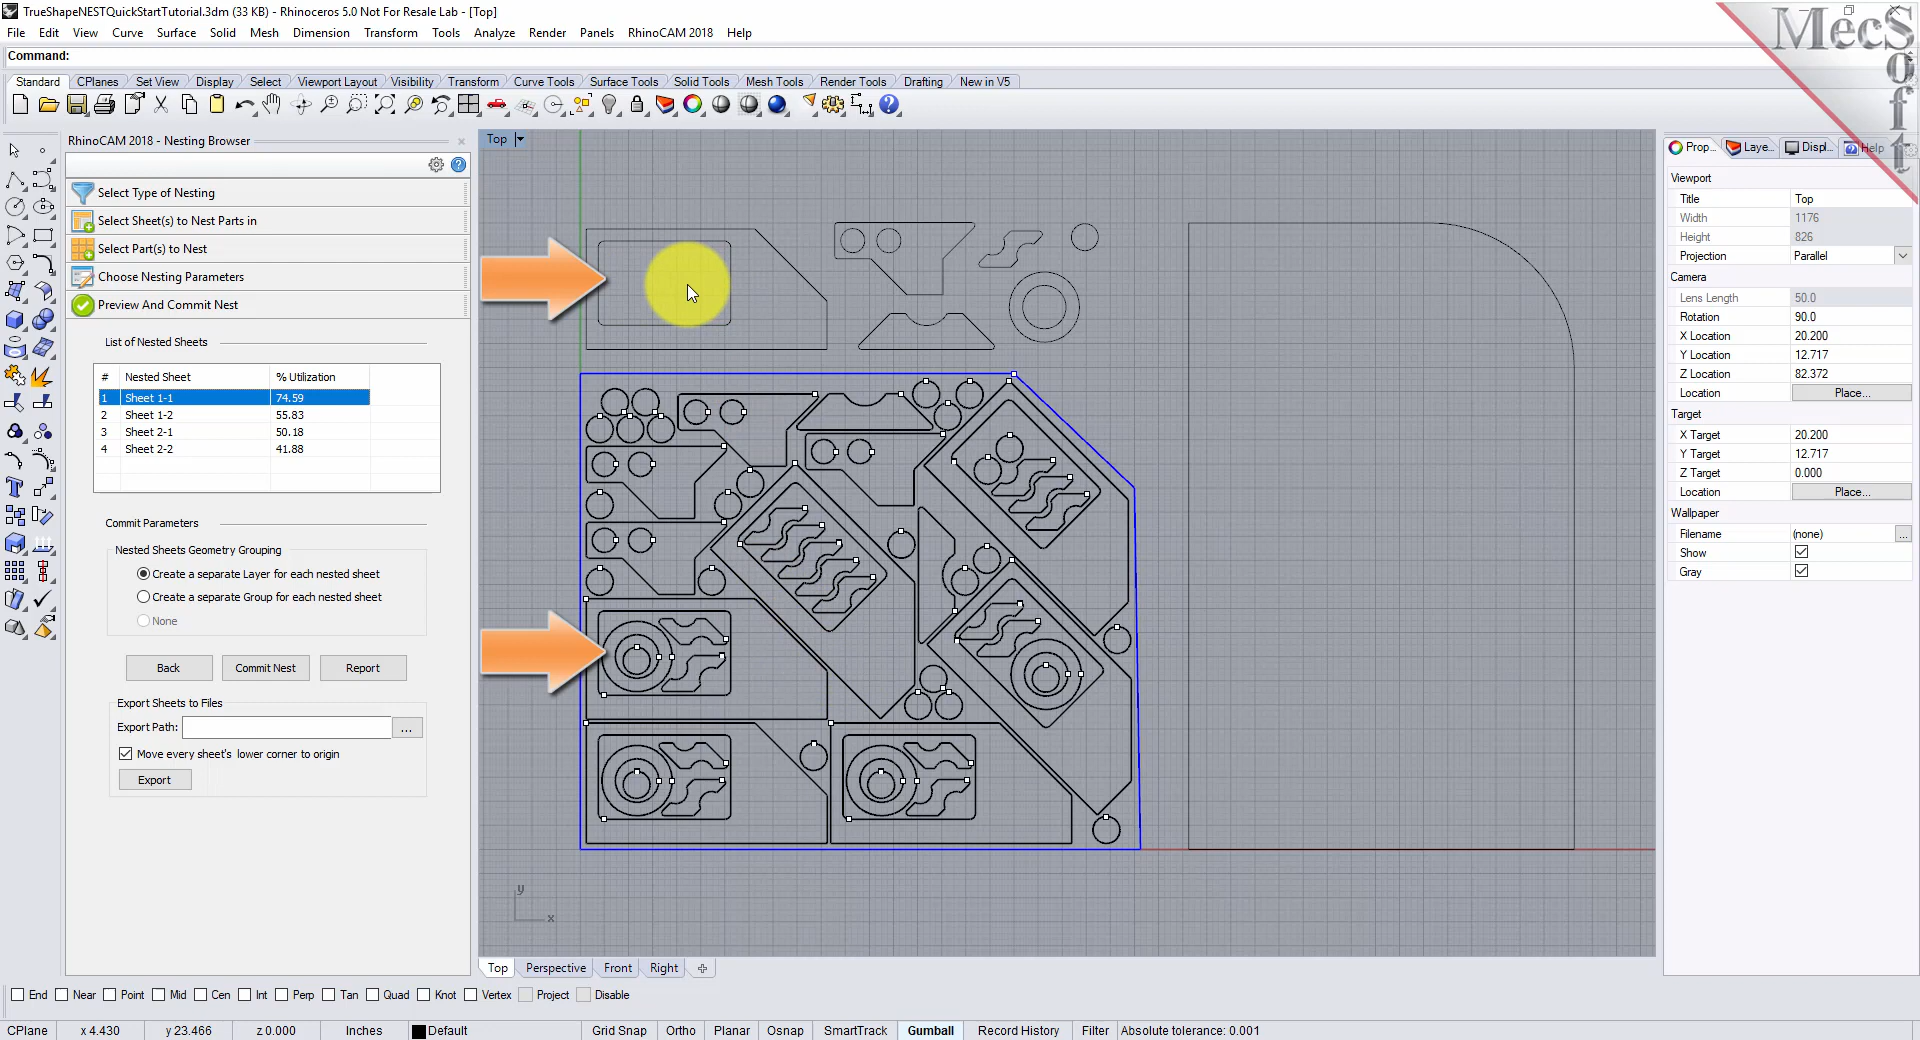 TrueShapeNESTQuickStartTutorial.3dm (33 KB) - Rhinoceros 5.0 Not For Resale Lab - [Top]
File Edit View Curve Surface Solid Mesh Dimension Transform Tools Analyze Render Panels RhinoCAM 2018 Help
Command:
Standard CPlanes Set View Display Select Viewport Layout Visibility Transform Curve Tools Surface Tools Solid Tools Mesh Tools Render Tools Drafting New in V5
MecSoft
RhinoCAM 2018 - Nesting Browser
Select Type of Nesting
Select Sheet(s) to Nest Parts in
Select Part(s) to Nest
Choose Nesting Parameters
Preview And Commit Nest
List of Nested Sheets
# Nested Sheet % Utilization
1 Sheet 1-1 74.59
2 Sheet 1-2 55.83
3 Sheet 2-1 50.18
4 Sheet 2-2 41.88
Commit Parameters
Nested Sheets Geometry Grouping
Create a separate Layer for each nested sheet
Create a separate Group for each nested sheet
None
Back Commit Nest Report
Export Sheets to Files
Export Path: ...
Move every sheet's lower corner to origin
Export
Top
y
x
Top Perspective Front Right
Prop... Laye... Displ... Help
Viewport
Title Top
Width 1176
Height 826
Projection Parallel
Camera
Lens Length 50.0
Rotation 90.0
X Location 20.200
Y Location 12.717
Z Location 82.372
Location Place...
Target
X Target 20.200
Y Target 12.717
Z Target 0.000
Location Place...
Wallpaper
Filename (none) ...
Show
Gray
End Near Point Mid Cen Int Perp Tan Quad Knot Vertex Project Disable
CPlane x 4.430 y 23.466 z 0.000 Inches Default Grid Snap Ortho Planar Osnap SmartTrack Gumball Record History Filter Absolute tolerance: 0.001